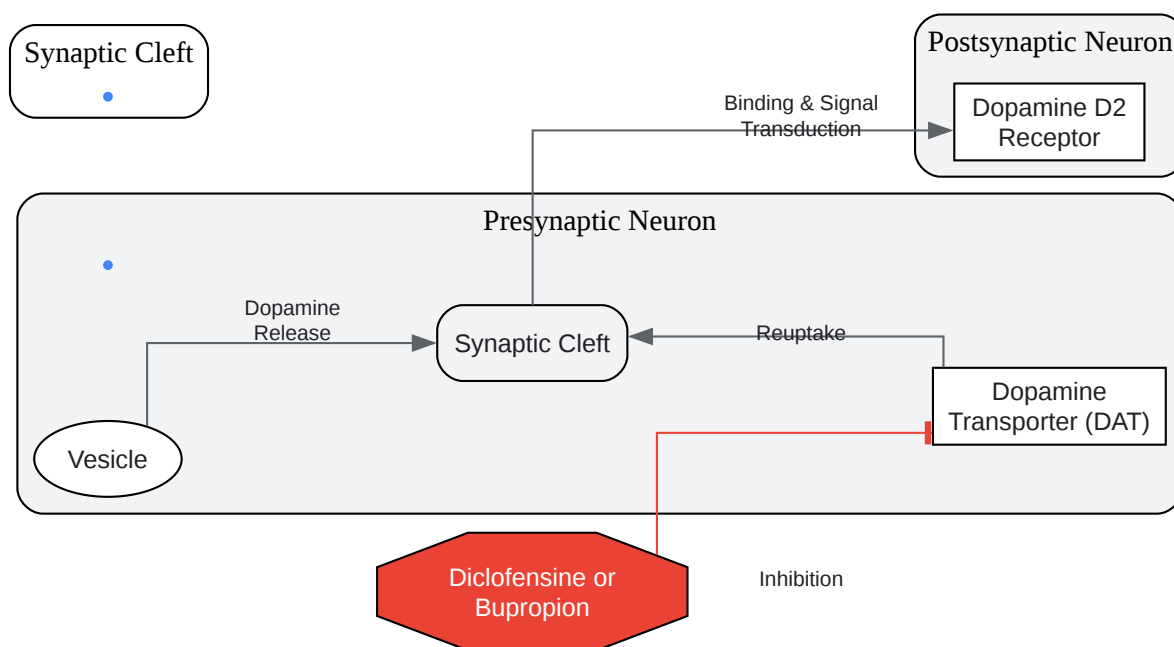 Synaptic Cleft
Postsynaptic Neuron
Binding & Signal
Transduction
Dopamine D2
Receptor
Presynaptic Neuron
Dopamine
Release
Synaptic Cleft
Reuptake
Dopamine
Transporter (DAT)
Vesicle
Diclofensine or
Bupropion
Inhibition